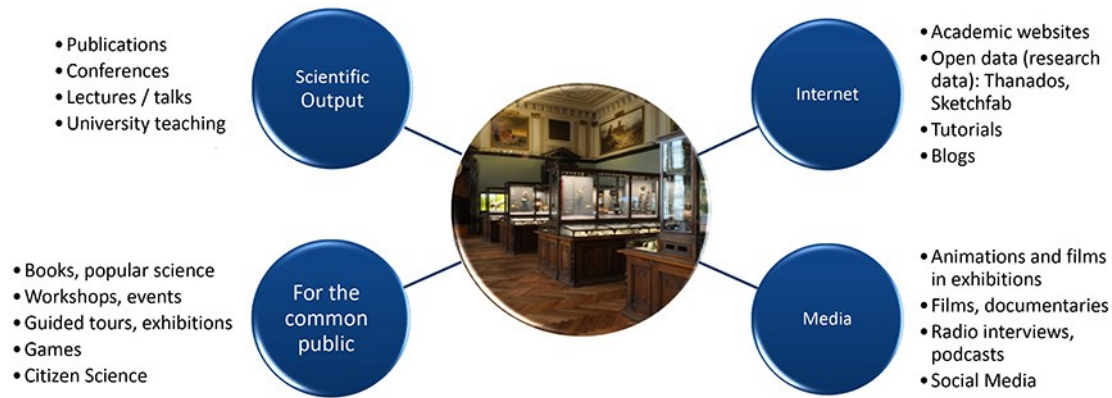 • Publications
• Conferences
• Lectures / talks
• University teaching
Scientific
Output
Internet
• Academic websites
• Open data (research
data): Thanados,
Sketchfab
• Tutorials
• Blogs
• Books, popular science
• Workshops, events
• Guided tours, exhibitions
• Games
• Citizen Science
For the
common
public
Media
• Animations and films
in exhibitions
• Films, documentaries
• Radio interviews,
podcasts
• Social Media